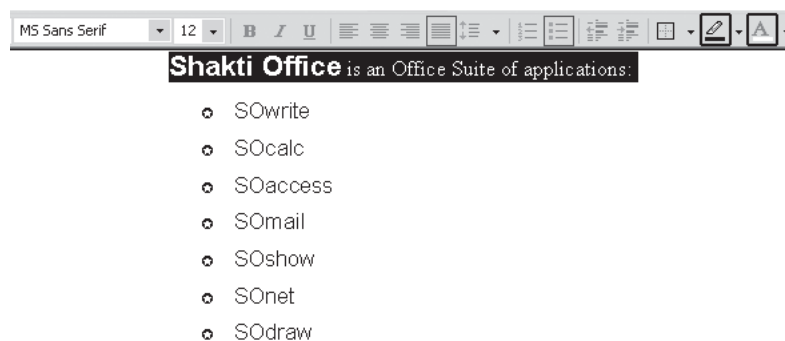 MS Sans Serif 12 B I U A
Shakti Office is an Office Suite of applications:
SOwrite
SOcalc
SOaccess
SOmail
SOshow
SOnet
SOdraw